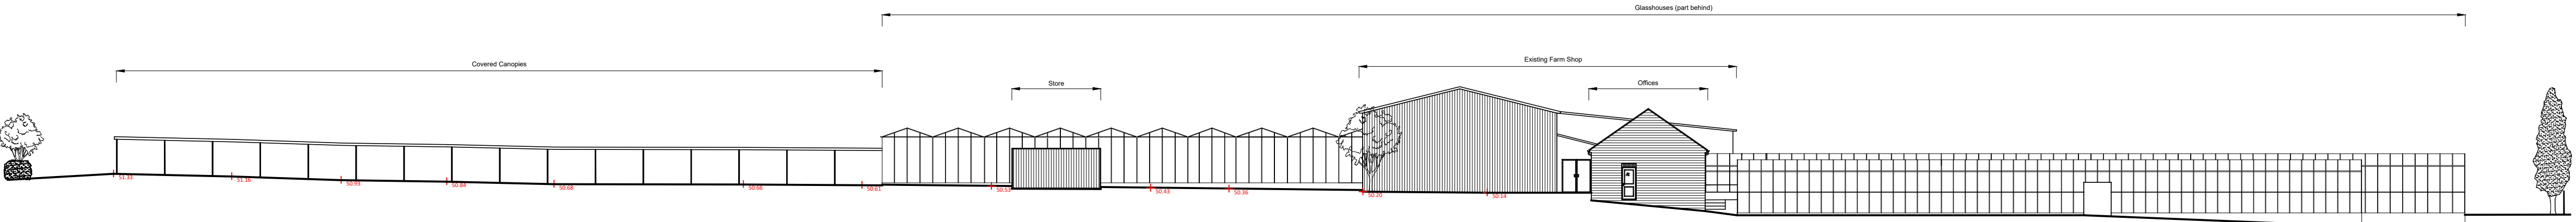 Glasshouses (part behind)
Covered Canopies
Existing Farm Shop
Store
Offices
51.33
51.16
50.93
50.84
50.68
50.66
50.61
50.53
50.43
50.36
50.20
50.14